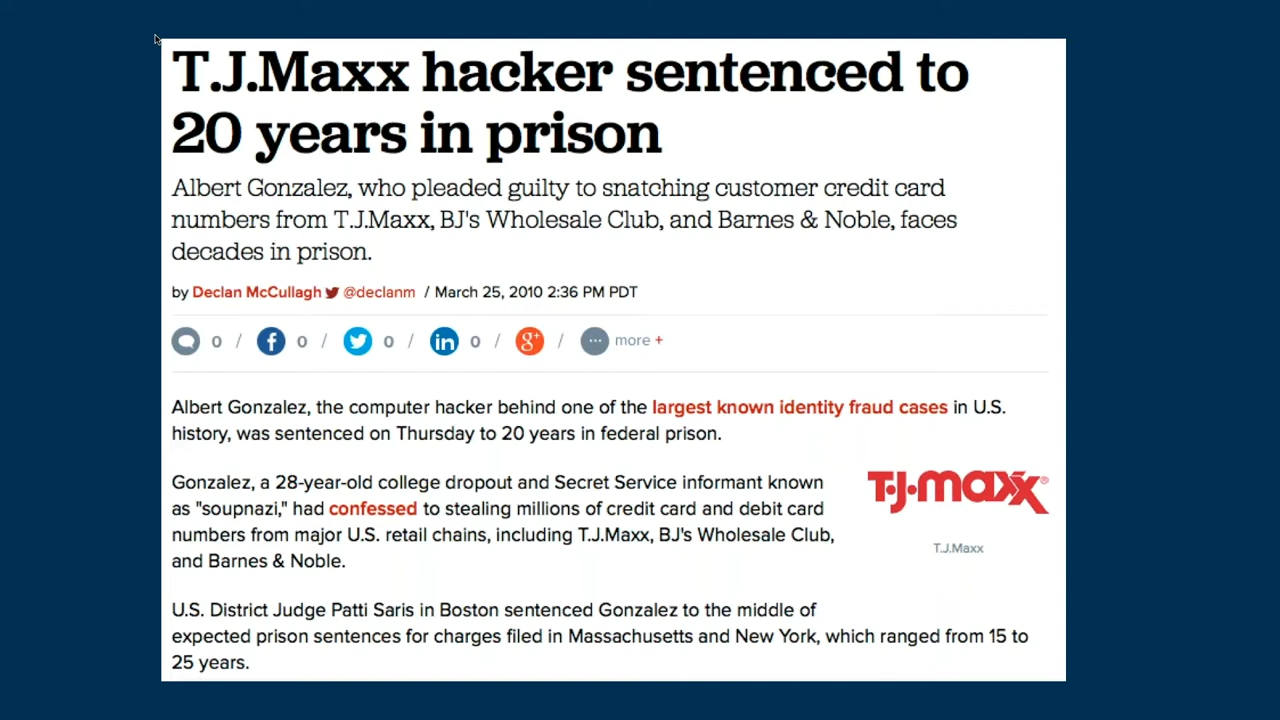 T.J.Maxx hacker sentenced to
20 years in prison
Albert Gonzalez, who pleaded guilty to snatching customer credit card
numbers from T.J.Maxx, BJ's Wholesale Club, and Barnes & Noble, faces
decades in prison.
by Declan McCullagh @declanm / March 25, 2010 2:36 PM PDT
0 / f 0 / 0 / in 0 / g+ / ... more +
Albert Gonzalez, the computer hacker behind one of the largest known identity fraud cases in U.S.
history, was sentenced on Thursday to 20 years in federal prison.
Gonzalez, a 28-year-old college dropout and Secret Service informant known
as "soupnazi," had confessed to stealing millions of credit card and debit card
numbers from major U.S. retail chains, including T.J.Maxx, BJ's Wholesale Club,
and Barnes & Noble.
T·J·maxx®
T.J.Maxx
U.S. District Judge Patti Saris in Boston sentenced Gonzalez to the middle of
expected prison sentences for charges filed in Massachusetts and New York, which ranged from 15 to
25 years.